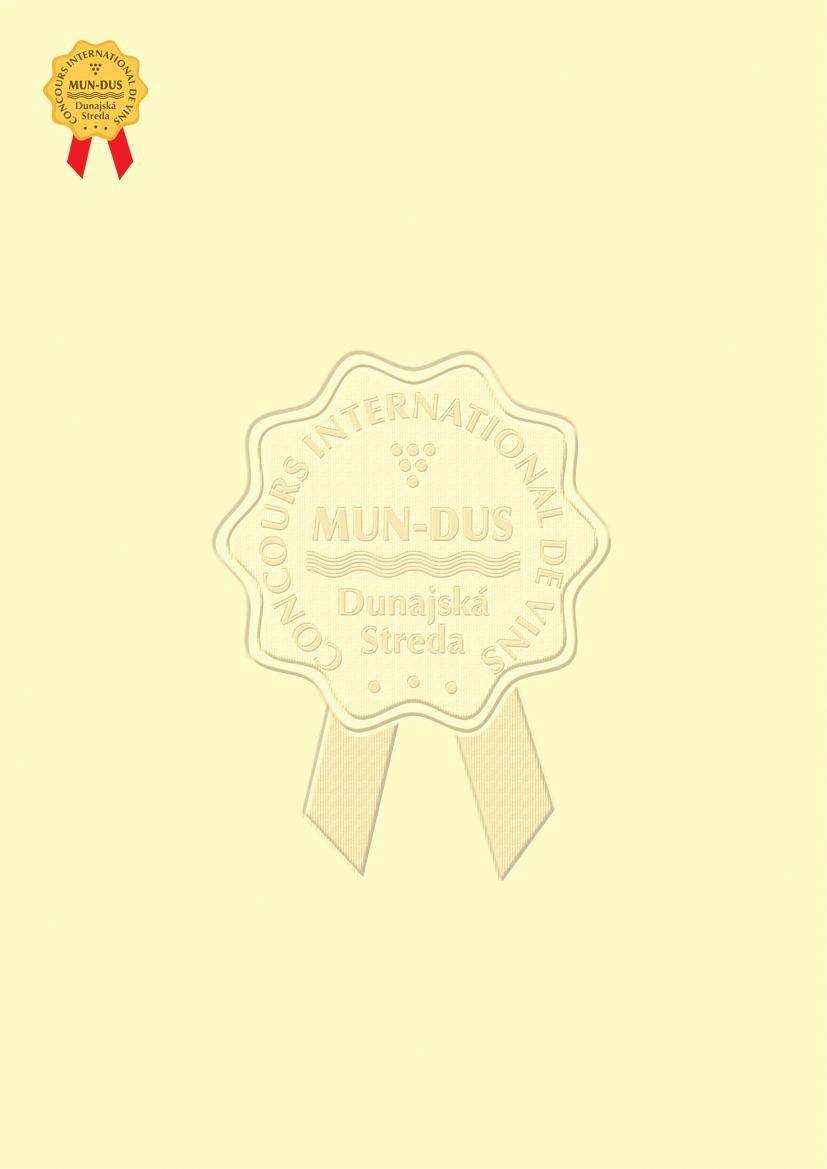 CONCOURS INTERNATIONAL DE VINS
MUN-DUS
Dunajská
Streda
CONCOURS INTERNATIONAL DE VINS
MUN-DUS
Dunajská
Streda